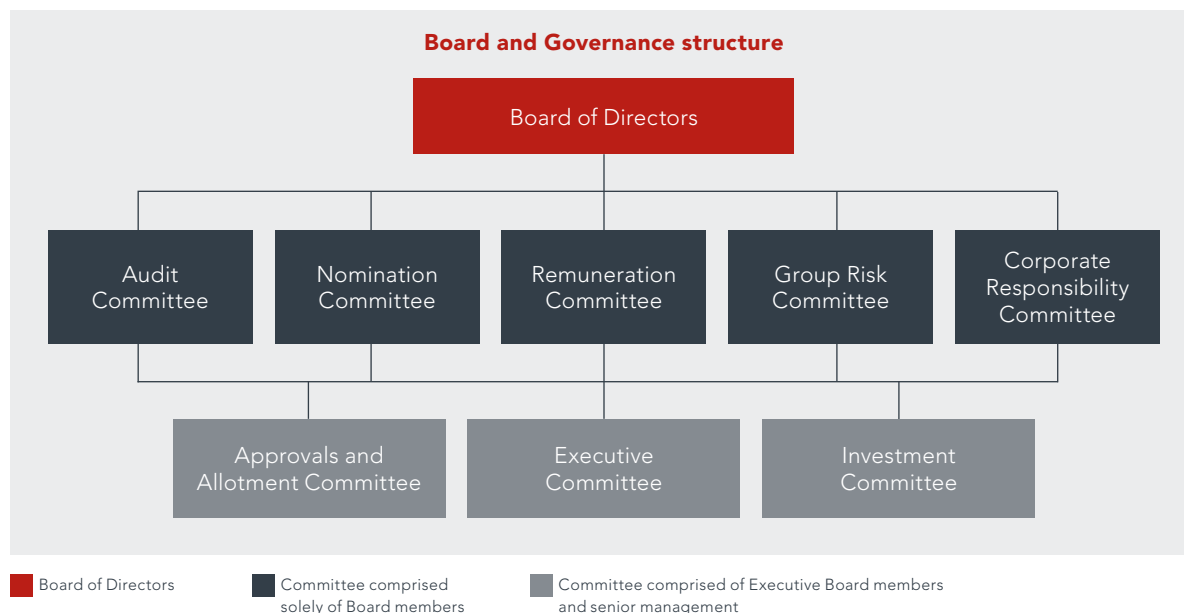 Board and Governance structure
Board of Directors
Audit
Committee
Nomination
Committee
Remuneration
Committee
Group Risk
Committee
Corporate
Responsibility
Committee
Approvals and
Allotment Committee
Executive
Committee
Investment
Committee
Board of Directors
Committee comprised
solely of Board members
Committee comprised of Executive Board members
and senior management